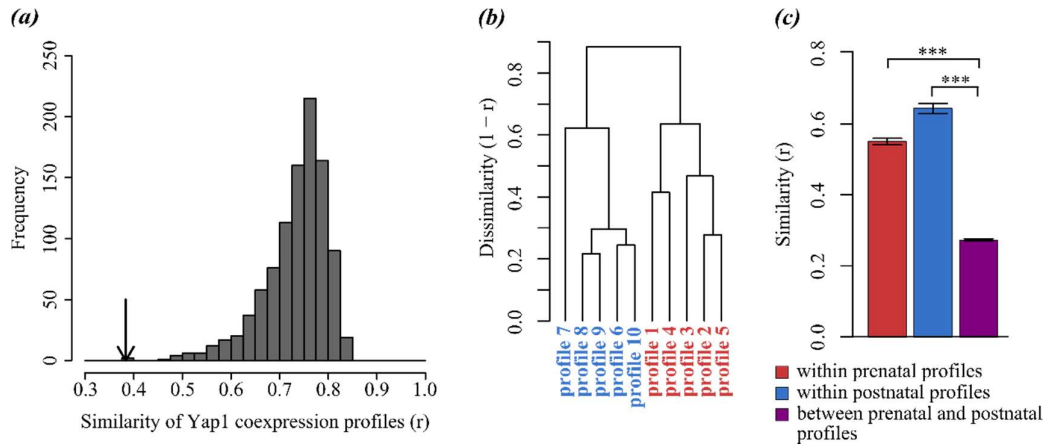 (a)
250
200
150
100
50
0
Frequency
0.3 0.4 0.5 0.6 0.7 0.8 0.9 1.0
Similarity of Yap1 coexpression profiles (r)
(b)
Dissimilarity (1 − r)
0.8
0.6
0.4
0.2
0.0
profile 7
profile 8
profile 9
profile 6
profile 10
profile 1
profile 4
profile 3
profile 2
profile 5
(c)
Similarity (r)
0.8
0.6
0.4
0.2
0.0
***
***
within prenatal profiles
within postnatal profiles
between prenatal and postnatal
profiles